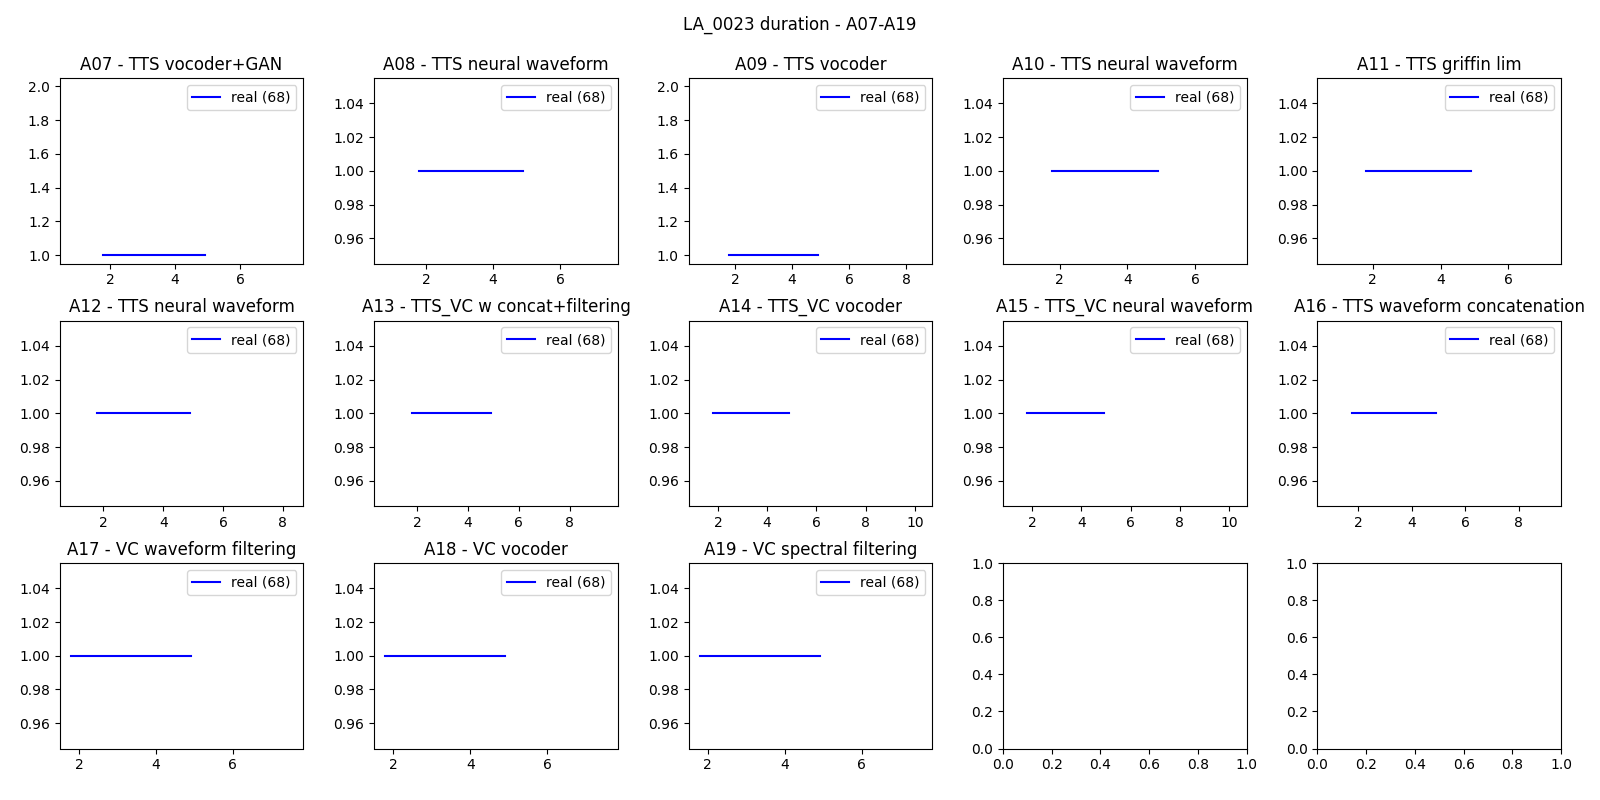 LA_0023 duration - A07-A19
A07 - TTS vocoder+GAN
real (68)
2.0
1.8
1.6
1.4
1.2
1.0
2 4 6
A08 - TTS neural waveform
real (68)
1.04
1.02
1.00
0.98
0.96
2 4 6
A09 - TTS vocoder
real (68)
2.0
1.8
1.6
1.4
1.2
1.0
2 4 6 8
A10 - TTS neural waveform
real (68)
1.04
1.02
1.00
0.98
0.96
2 4 6
A11 - TTS griffin lim
real (68)
1.04
1.02
1.00
0.98
0.96
2 4 6
A12 - TTS neural waveform
real (68)
1.04
1.02
1.00
0.98
0.96
2 4 6 8
A13 - TTS_VC w concat+filtering
real (68)
1.04
1.02
1.00
0.98
0.96
2 4 6 8
A14 - TTS_VC vocoder
real (68)
1.04
1.02
1.00
0.98
0.96
2 4 6 8 10
A15 - TTS_VC neural waveform
real (68)
1.04
1.02
1.00
0.98
0.96
2 4 6 8 10
A16 - TTS waveform concatenation
real (68)
1.04
1.02
1.00
0.98
0.96
2 4 6 8
A17 - VC waveform filtering
real (68)
1.04
1.02
1.00
0.98
0.96
2 4 6
A18 - VC vocoder
real (68)
1.04
1.02
1.00
0.98
0.96
2 4 6
A19 - VC spectral filtering
real (68)
1.04
1.02
1.00
0.98
0.96
2 4 6
1.0
0.8
0.6
0.4
0.2
0.0
0.0 0.2 0.4 0.6 0.8 1.0
1.0
0.8
0.6
0.4
0.2
0.0
0.0 0.2 0.4 0.6 0.8 1.0